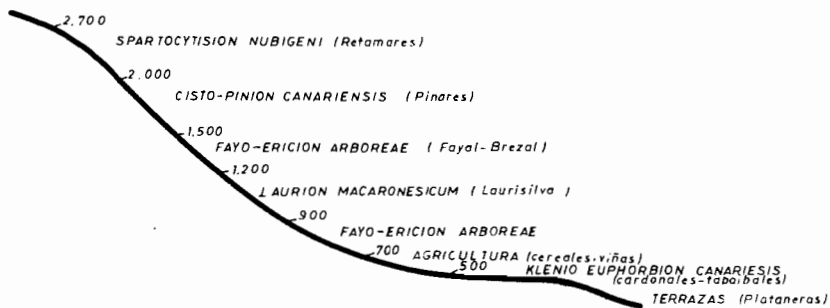 2,700
SPARTOCYTISION NUBIGENI (Retamares)
2,000
CISTO-PINION CANARIENSIS (Pinares)
1,500
FAYO-ERICION ARBOREAE (Fayal-Brezal)
1,200
LAURION MACARONESICUM (Laurisilva)
900
FAYO-ERICION ARBOREAE
700
AGRICULTURA (cereales-viñas)
500
KLENIO EUPHORBION CANARIESIS
(cardonales-tabaibales)
TERRAZAS (Plataneras)